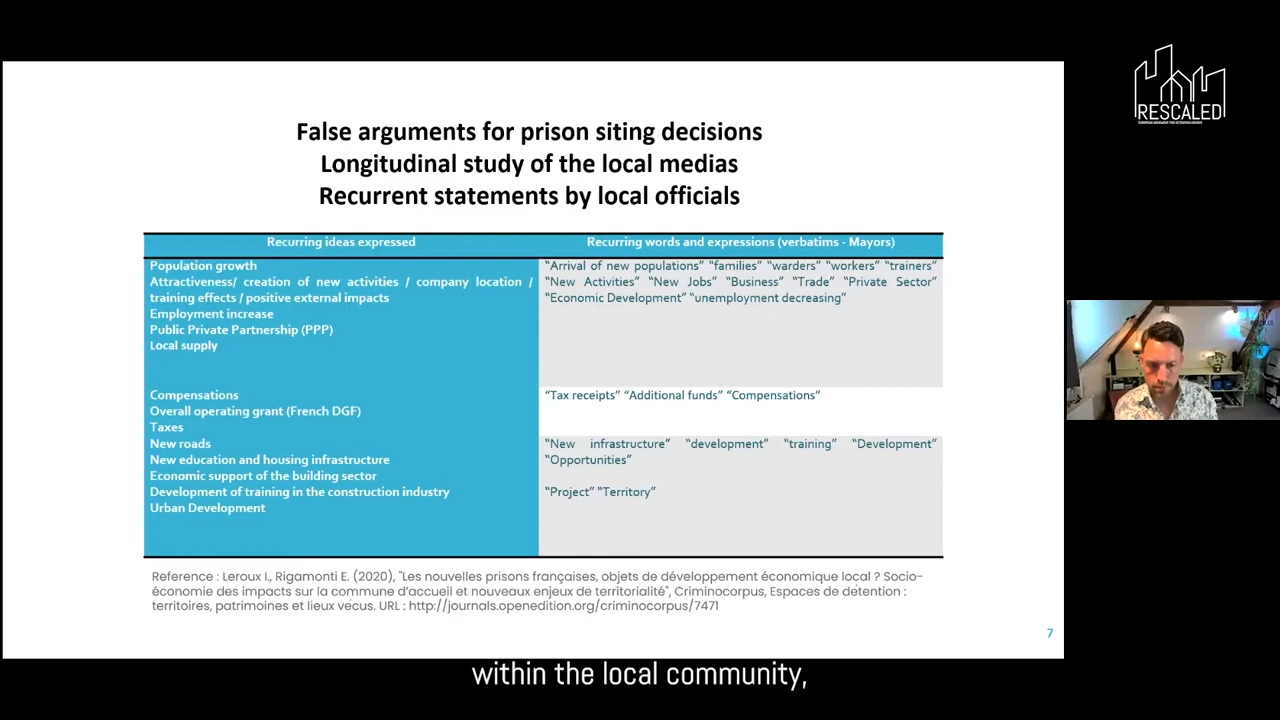 False arguments for prison siting decisions
Longitudinal study of the local medias
Recurrent statements by local officials
Recurring ideas expressed
Recurring words and expressions (verbatims - Mayors)
Population growth
Attractiveness/ creation of new activities / company location /
training effects / positive external impacts
Employment increase
Public Private Partnership (PPP)
Local supply
“Arrival of new populations” “families” “warders” “workers” “trainers”
“New Activities” “New Jobs” “Business” “Trade” “Private Sector”
“Economic Development” “unemployment decreasing”
Compensations
Overall operating grant (French DGF)
Taxes
“Tax receipts” “Additional funds” “Compensations”
New roads
New education and housing infrastructure
Economic support of the building sector
Development of training in the construction industry
Urban Development
“New infrastructure” “development” “training” “Development”
“Opportunities”
“Project” “Territory”
Reference : Leroux I., Rigamonti E. (2020), "Les nouvelles prisons françaises, objets de développement économique local ? Socio-
économie des impacts sur la commune d’accueil et nouveaux enjeux de territorialité", Criminocorpus, Espaces de détention :
territoires, patrimoines et lieux vécus. URL : http://journals.openedition.org/criminocorpus/7471
7
RESCALED
EUROPEAN MOVEMENT FOR DETENTION HOUSES
within the local community,